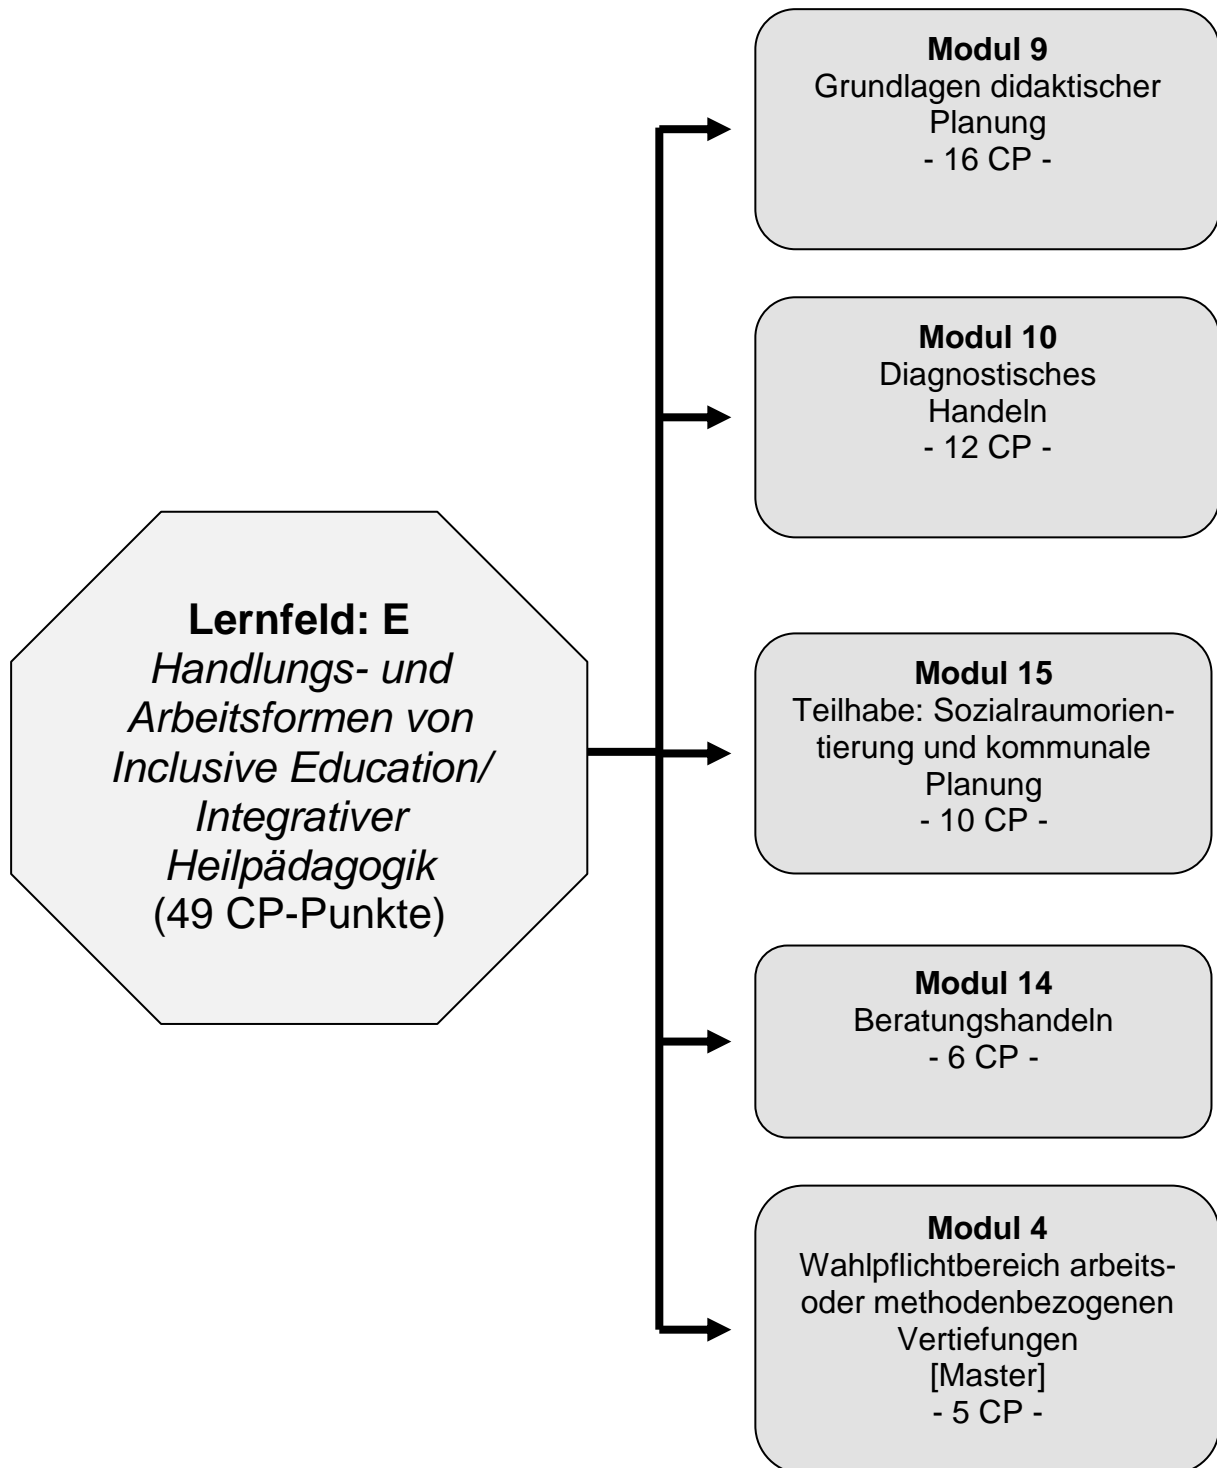 Modul 9
Grundlagen didaktischer
Planung
- 16 CP -
Modul 10
Diagnostisches
Handeln
- 12 CP -
Lernfeld: E
Handlungs- und
Arbeitsformen von
Inclusive Education/
Integrativer
Heilpädagogik
(49 CP-Punkte)
Modul 15
Teilhabe: Sozialraumorien-
tierung und kommunale
Planung
- 10 CP -
Modul 14
Beratungshandeln
- 6 CP -
Modul 4
Wahlpflichtbereich arbeits-
oder methodenbezogenen
Vertiefungen
[Master]
- 5 CP -